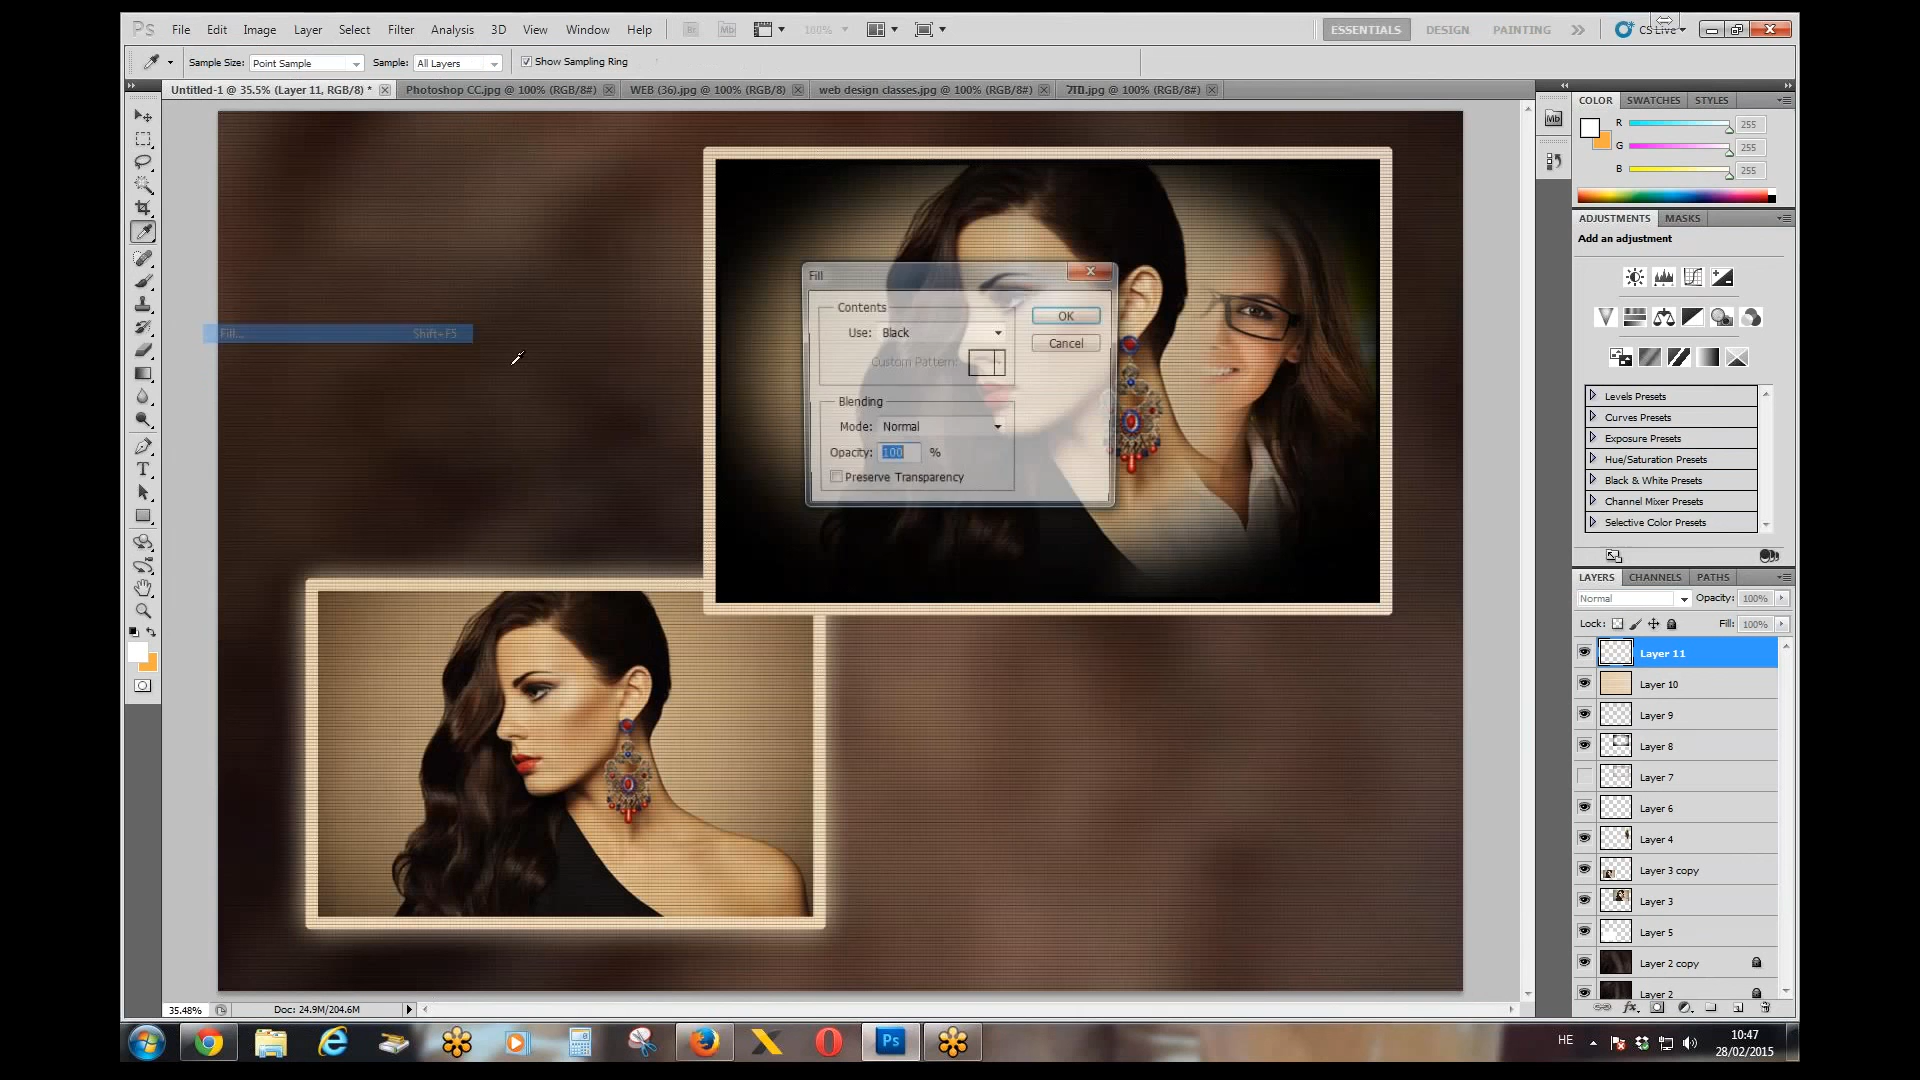 Ps File Edit Image Layer Select Filter Analysis 3D View Window Help Br Mb 180% ESSENTIALS DESIGN PAINTING CS Live
Sample Size: Point Sample Sample: All Layers Show Sampling Ring
Untitled-1 @ 35.5% (Layer 11, RGB/8) * Photoshop CC.jpg @ 100% (RGB/8#) WEB (36).jpg @ 100% (RGB/8) web design classes.jpg @ 100% (RGB/8#) @ 100% (RGB/8#)
COLOR SWATCHES STYLES
Mb
R 255
G 255
B 255
ADJUSTMENTS MASKS
Add an adjustment
Fill... Shift+F5
Fill
Contents
OK
Use: Black
Cancel
Custom Pattern:
Blending
Mode: Normal
Opacity: 100 %
Preserve Transparency
Levels Presets
Curves Presets
Exposure Presets
Hue/Saturation Presets
Black & White Presets
Channel Mixer Presets
Selective Color Presets
LAYERS CHANNELS PATHS
Normal Opacity: 100%
Lock: Fill: 100%
Layer 11
Layer 10
Layer 9
Layer 8
Layer 7
Layer 6
Layer 4
Layer 3 copy
Layer 3
Layer 5
Layer 2 copy
Layer 2
T
fx
35.48% Doc: 24.9M/204.6M
Ps
HE
10:47
28/02/2015